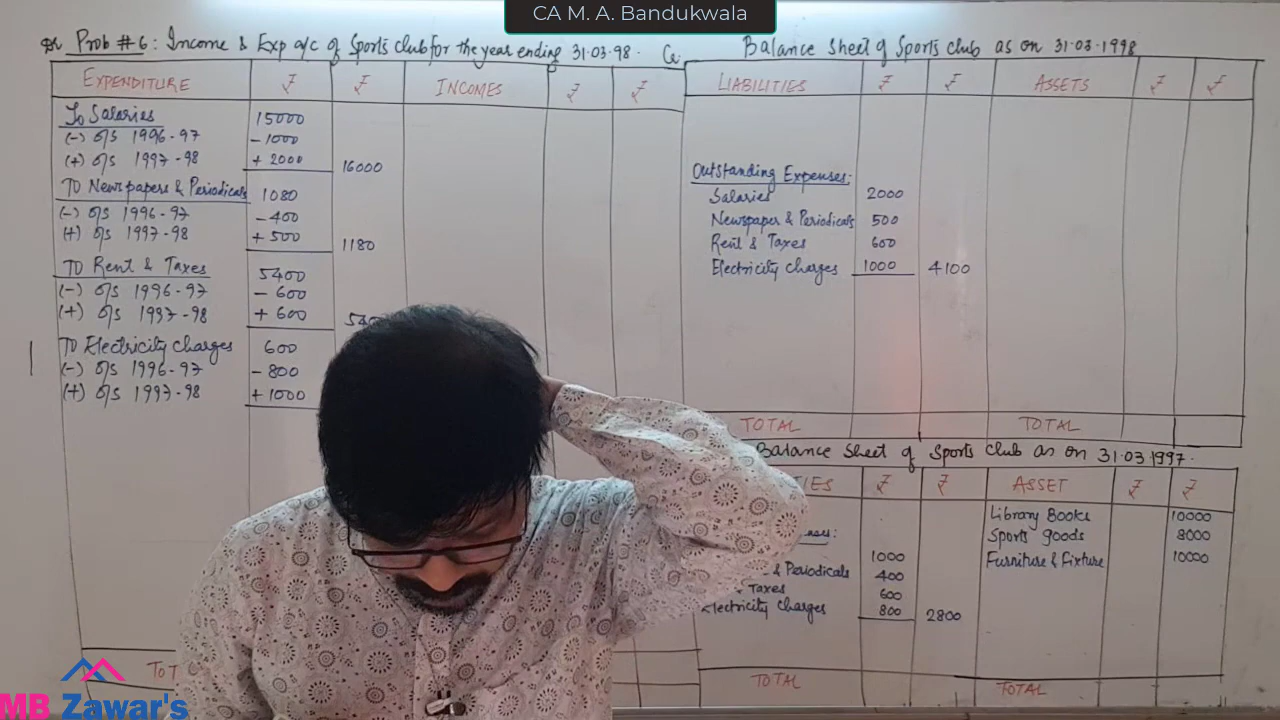 CA M. A. Bandukwala
Dr Prob # 6: Income & Exp a/c of Sports club for the year ending 31.03.98. Cr.
EXPENDITURE ₹ ₹ INCOMES ₹ ₹
To Salaries 15000
(-) o/s 1996-97 - 1000
(+) o/s 1997-98 + 2000 16000
To Newspapers & Periodicals 1080
(-) o/s 1996-97 - 400
(+) o/s 1997-98 + 500 1180
To Rent & Taxes 5400
(-) o/s 1996-97 - 600
(+) o/s 1997-98 + 600
To Electricity Charges 600
(-) o/s 1996-97 - 800
(+) o/s 1997-98 + 1000
Balance Sheet of Sports club as on 31.03.1998
LIABILITIES ₹ ₹ ASSETS ₹ ₹
Outstanding Expenses:
Salaries 2000
Newspaper & Periodicals 500
Rent & Taxes 600
Electricity Charges 1000 4100
TOTAL TOTAL
Balance Sheet of Sports Club as on 31.03.1997.
₹ ₹ ASSET ₹ ₹
Library Books 10000
Sports goods 8000
1000 Furniture & Fixture 10000
& Periodicals 400
Taxes 600
Electricity Charges 800 2800
TOTAL TOTAL
MB Zawar's